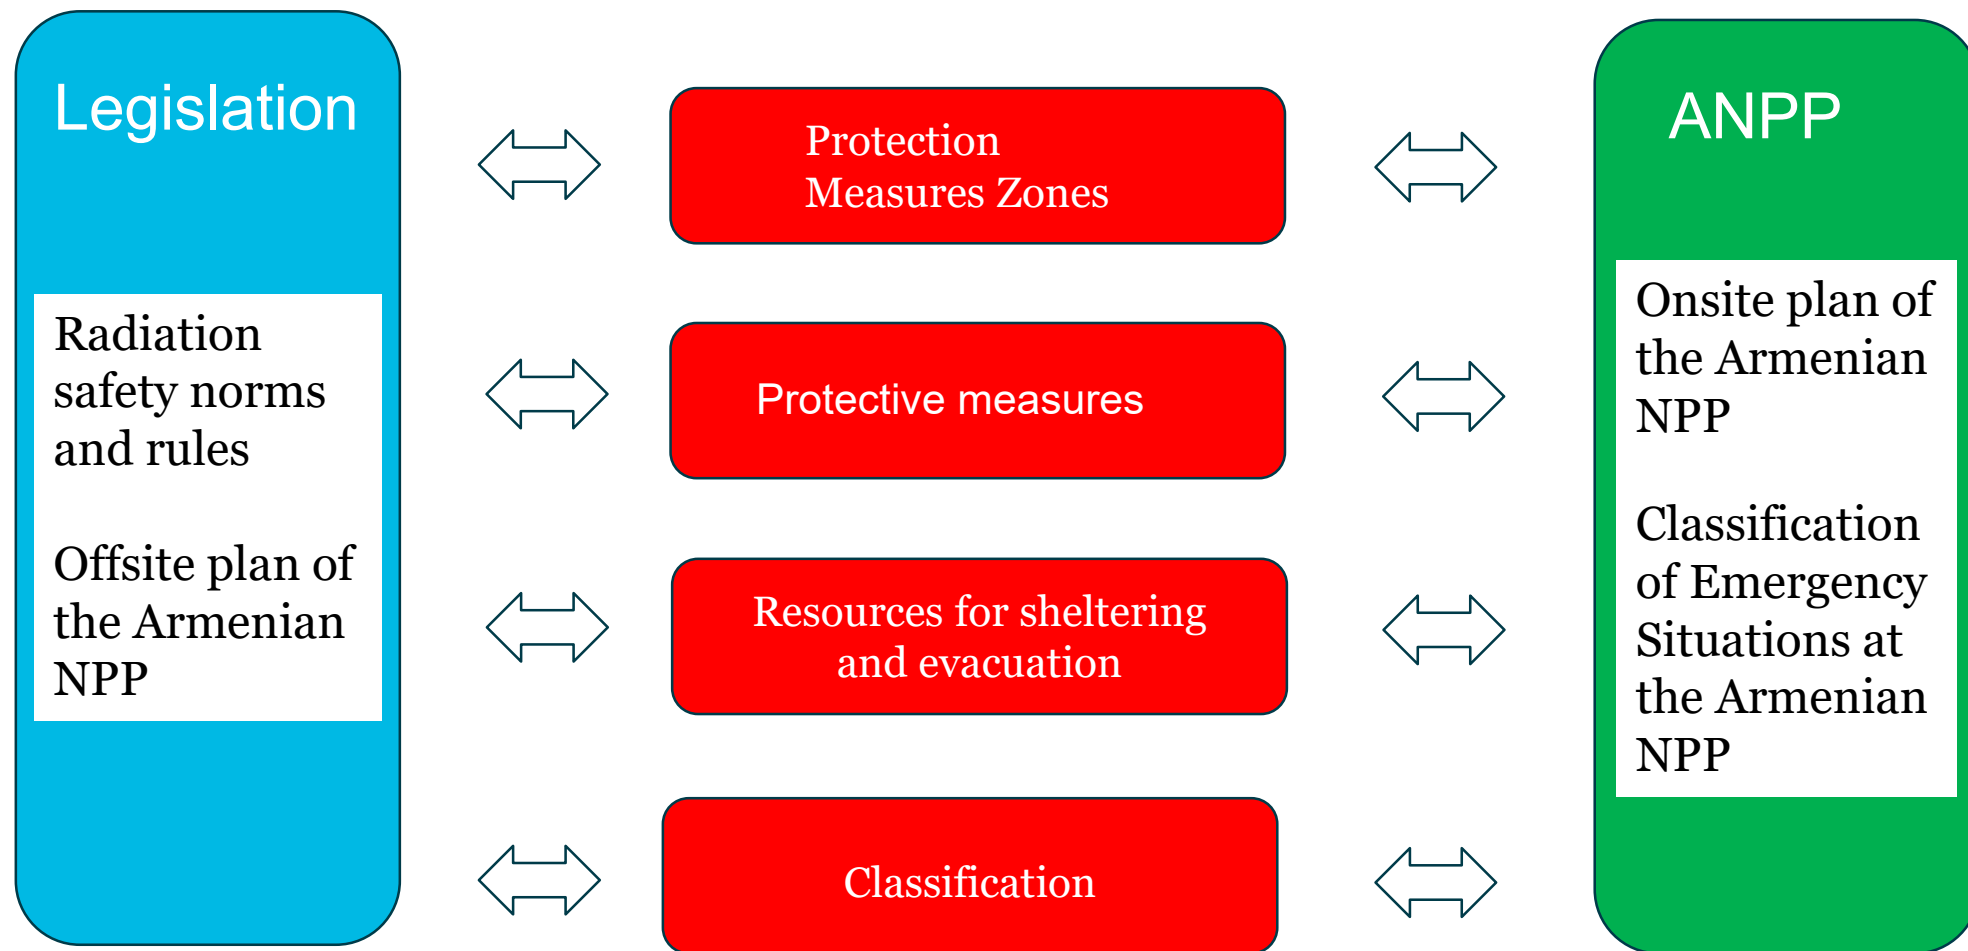 Legislation
Radiation
safety norms
and rules
Offsite plan of
the Armenian
NPP
Protection
Measures Zones
Protective measures
Resources for sheltering
and evacuation
Classification
ANPP
Onsite plan of
the Armenian
NPP
Classification
of Emergency
Situations at
the Armenian
NPP